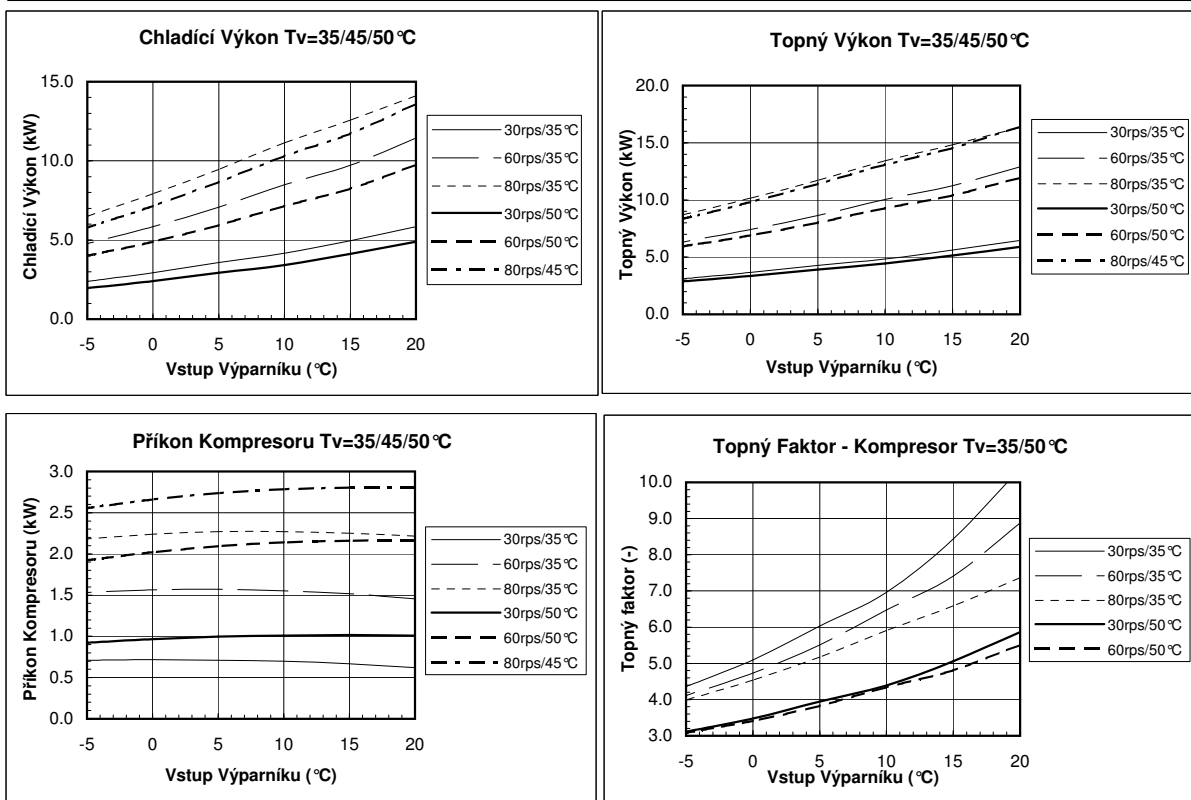 Chladící Výkon Tv=35/45/50°C
Chladící Výkon (kW)
15.0
10.0
5.0
0.0
-5 0 5 10 15 20
Vstup Výparníku (°C)
30rps/35°C
60rps/35°C
80rps/35°C
30rps/50°C
60rps/50°C
80rps/45°C
Topný Výkon Tv=35/45/50°C
Topný Výkon (kW)
20.0
15.0
10.0
5.0
0.0
-5 0 5 10 15 20
Vstup Výparníku (°C)
30rps/35°C
60rps/35°C
80rps/35°C
30rps/50°C
60rps/50°C
80rps/45°C
Příkon Kompresoru Tv=35/45/50°C
Příkon Kompresoru (kW)
3.0
2.5
2.0
1.5
1.0
0.5
0.0
-5 0 5 10 15 20
Vstup Výparníku (°C)
30rps/35°C
60rps/35°C
80rps/35°C
30rps/50°C
60rps/50°C
80rps/45°C
Topný Faktor - Kompresor Tv=35/50°C
Topný faktor (-)
10.0
9.0
8.0
7.0
6.0
5.0
4.0
3.0
-5 0 5 10 15 20
Vstup Výparníku (°C)
30rps/35°C
60rps/35°C
80rps/35°C
30rps/50°C
60rps/50°C